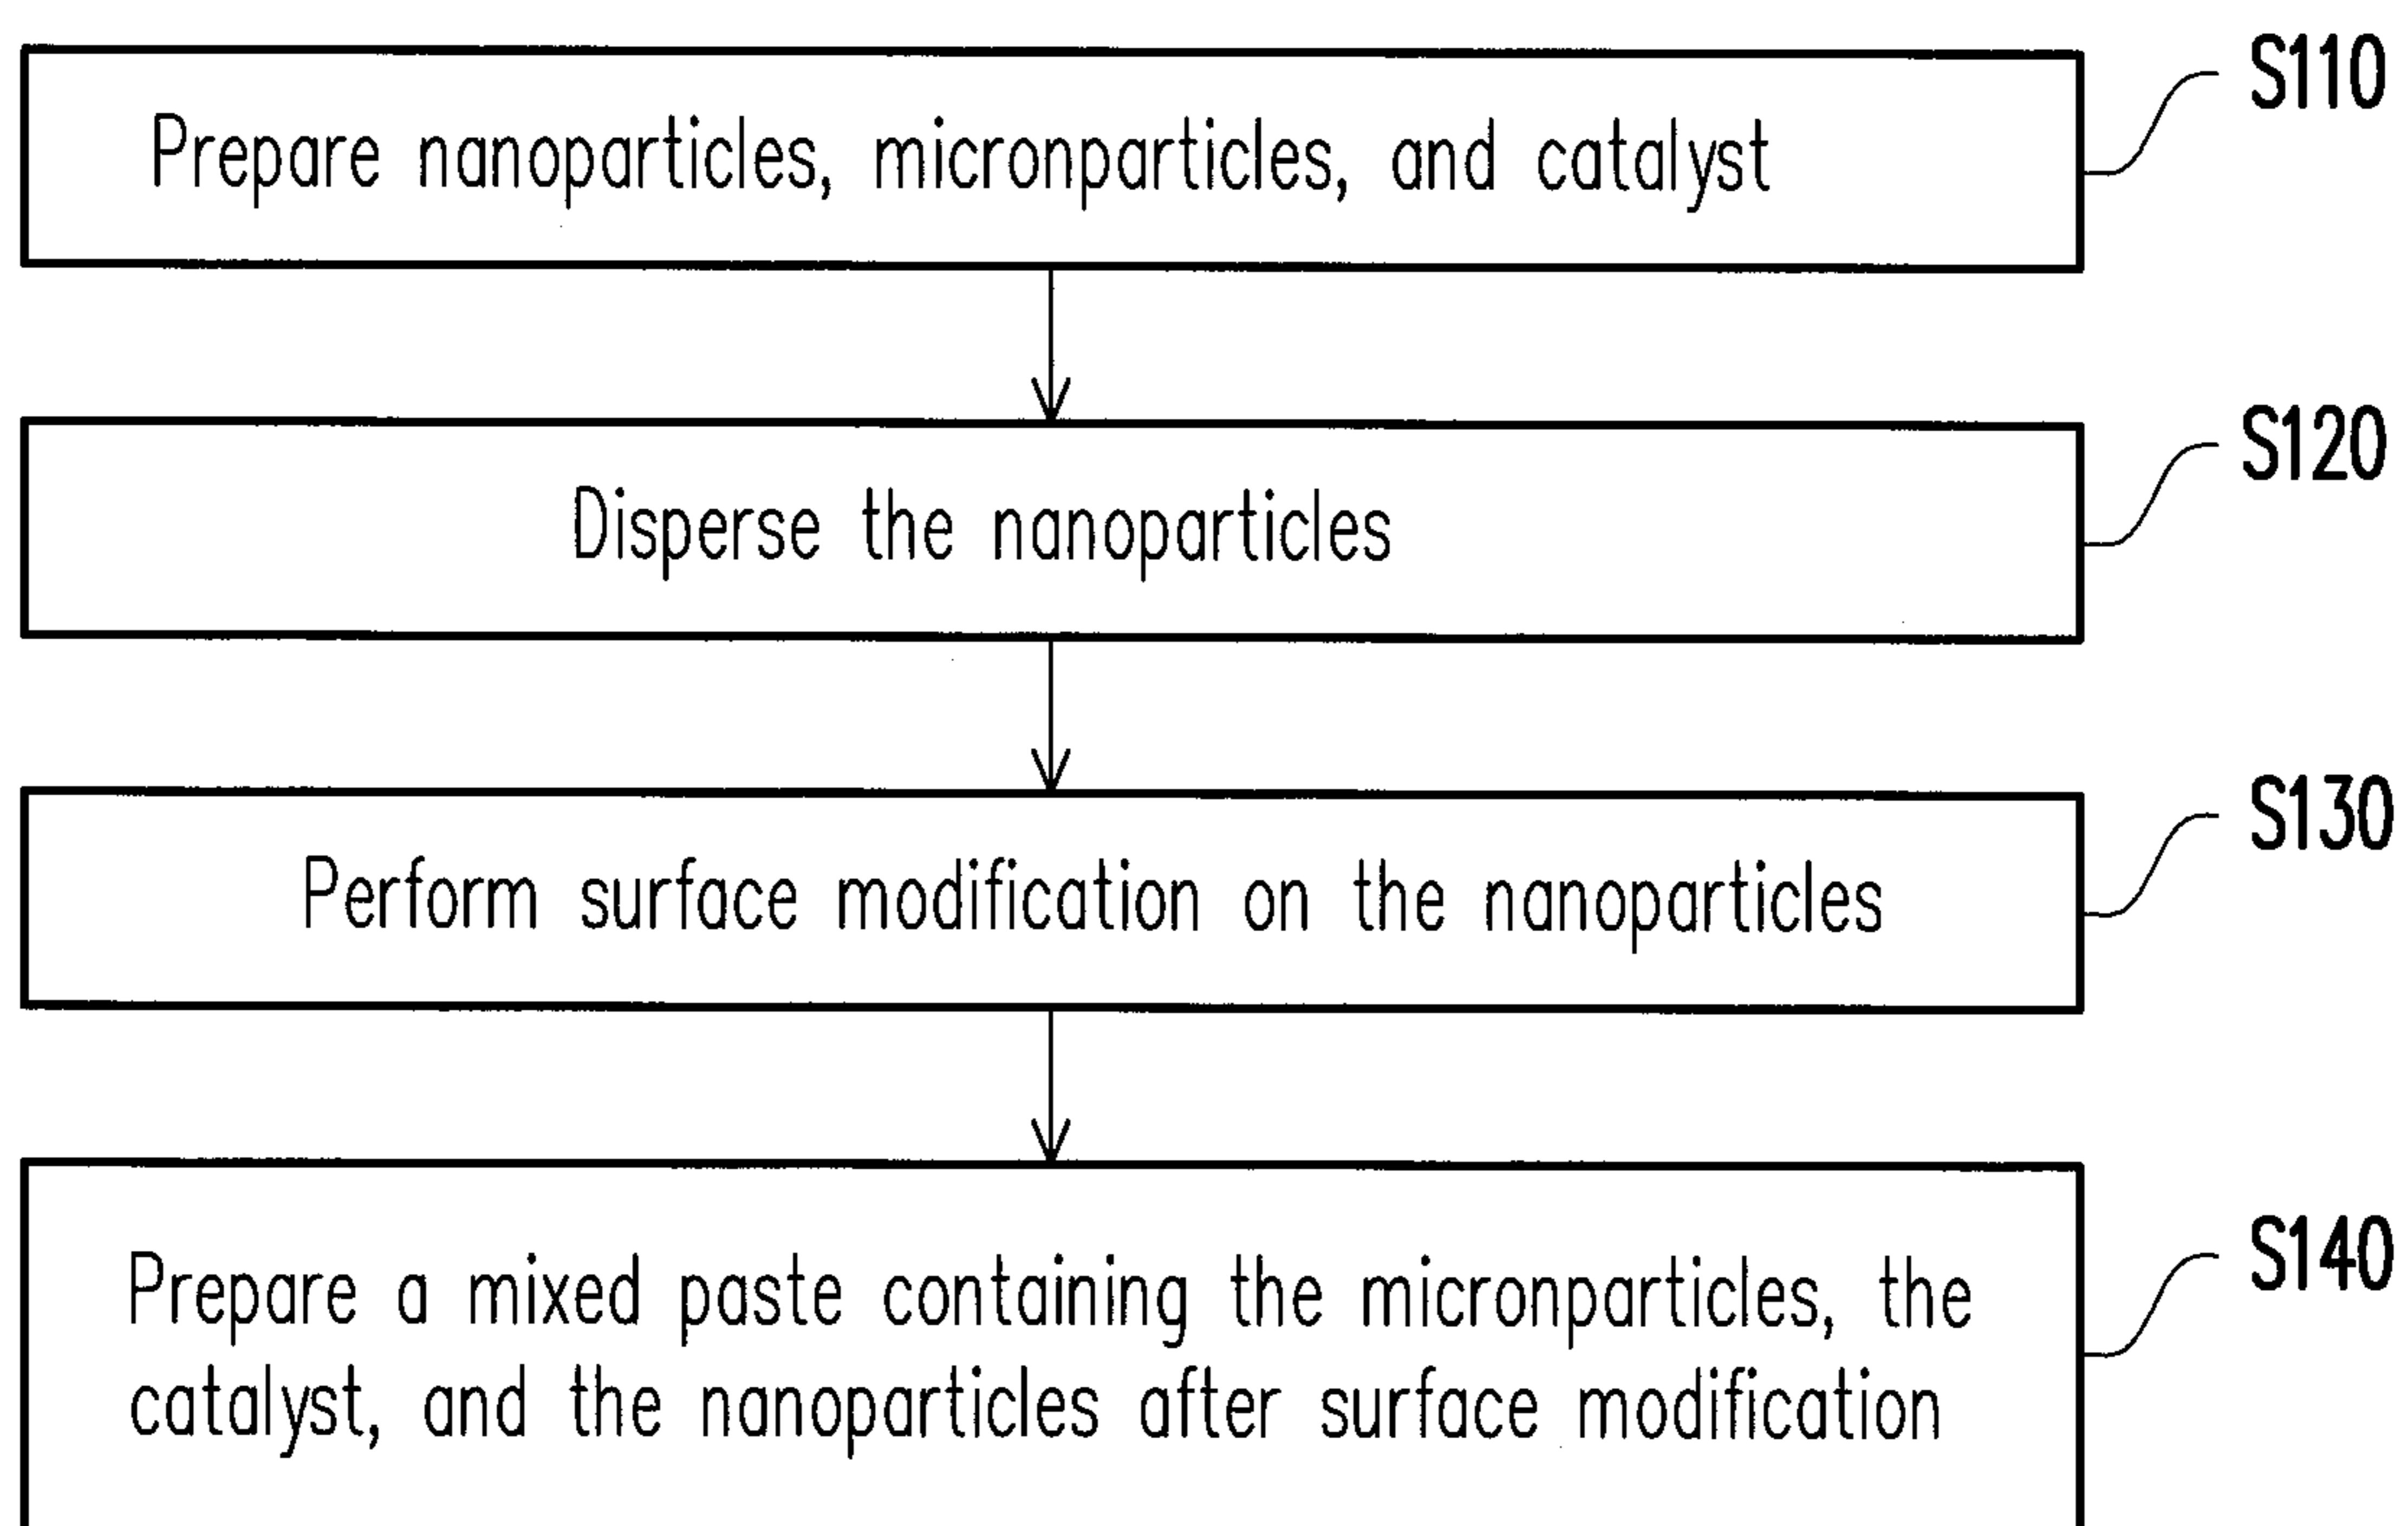 S110
Prepare nanoparticles, micronparticles, and catalyst
S120
Disperse the nanoparticles
S130
Perform surface modification on the nanoparticles
S140
Prepare a mixed paste containing the micronparticles, the
catalyst, and the nanoparticles after surface modification